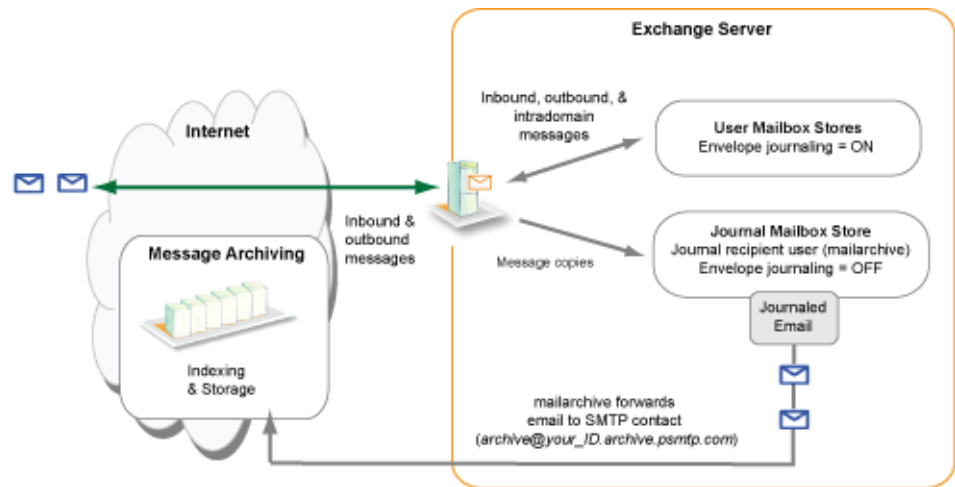 Exchange Server
Inbound, outbound, &
intradomain
messages
User Mailbox Stores
Envelope journaling = ON
Internet
Inbound &
outbound
messages
Message copies
Journal Mailbox Store
Journal recipient user (mailarchive)
Envelope journaling = OFF
Message Archiving
Indexing
& Storage
Journaled
Email
mailarchive forwards
email to SMTP contact
(archive@your_ID.archive.psmtp.com)